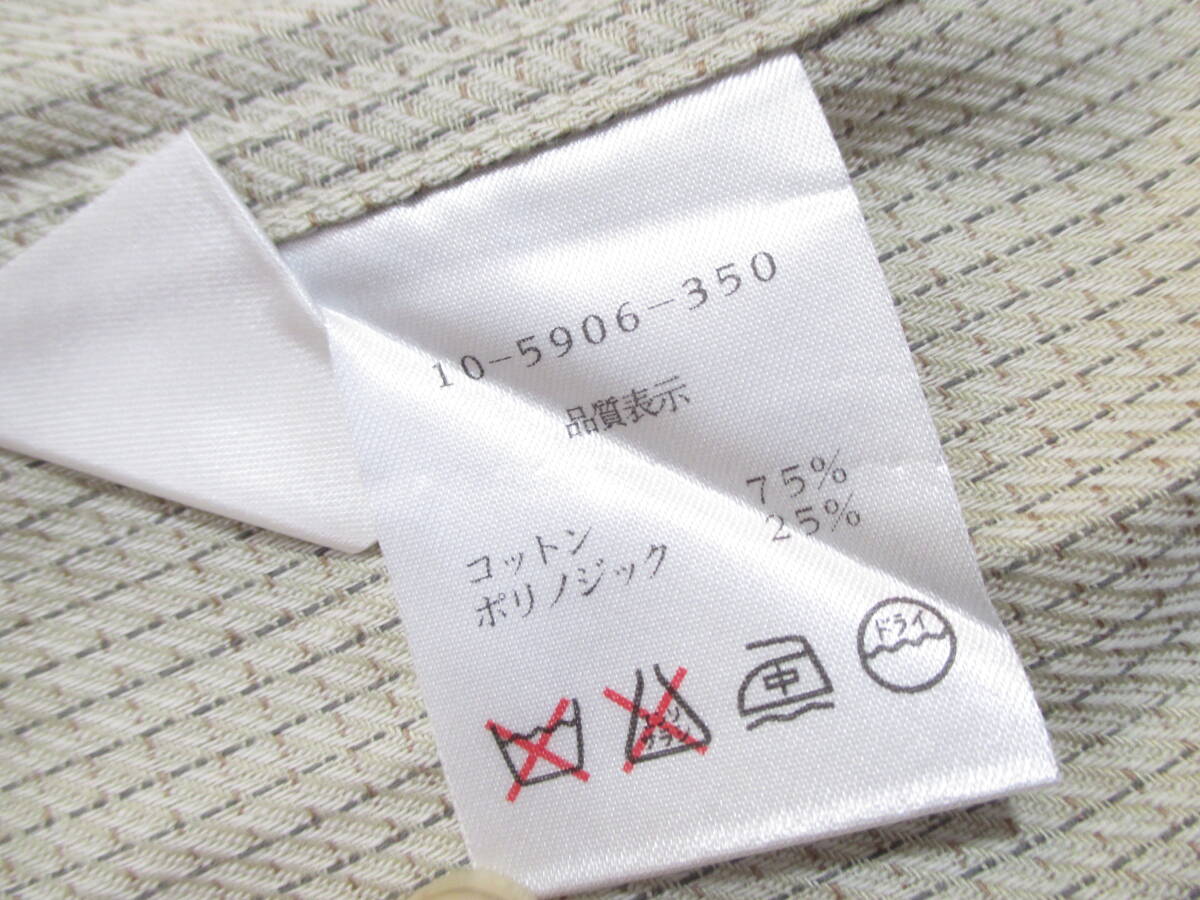 10-5906-350
品質表示
コットン 75%
ポリノジック 25%
中
ドライ